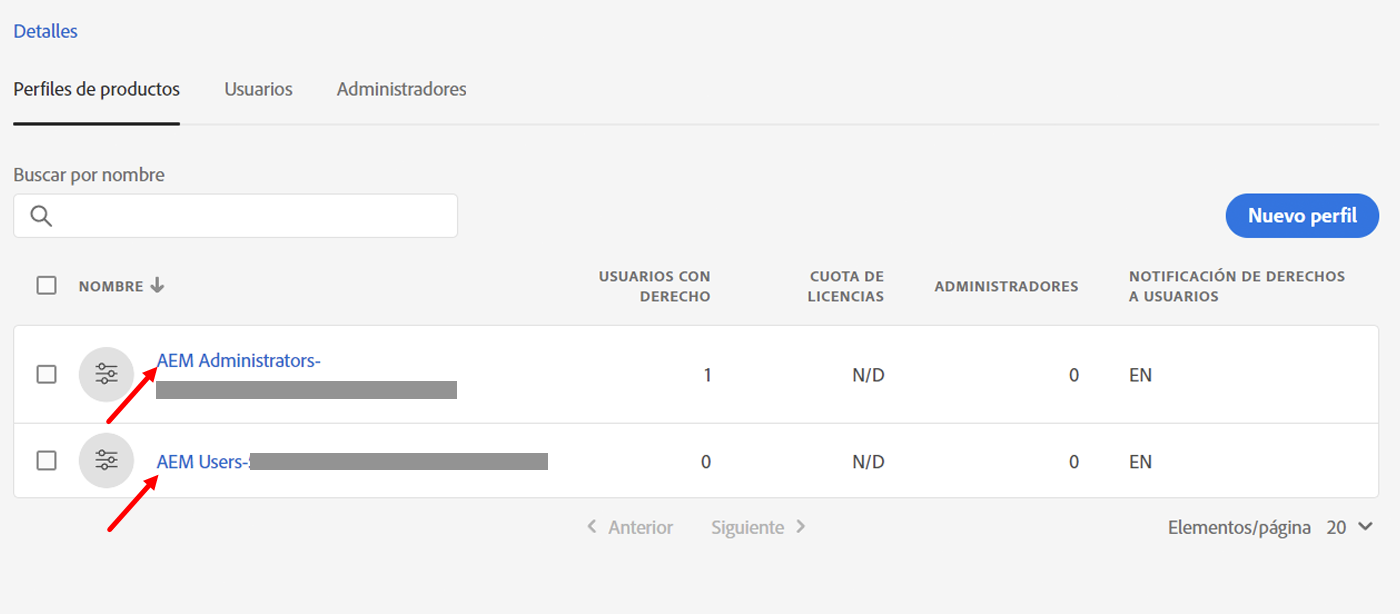 Detalles
Perfiles de productos Usuarios Administradores
Buscar por nombre
Nuevo perfil
NOMBRE USUARIOS CON DERECHO CUOTA DE LICENCIAS ADMINISTRADORES NOTIFICACIÓN DE DERECHOS A USUARIOS
AEM Administrators- 1 N/D 0 EN
AEM Users- 0 N/D 0 EN
Anterior Siguiente Elementos/página 20